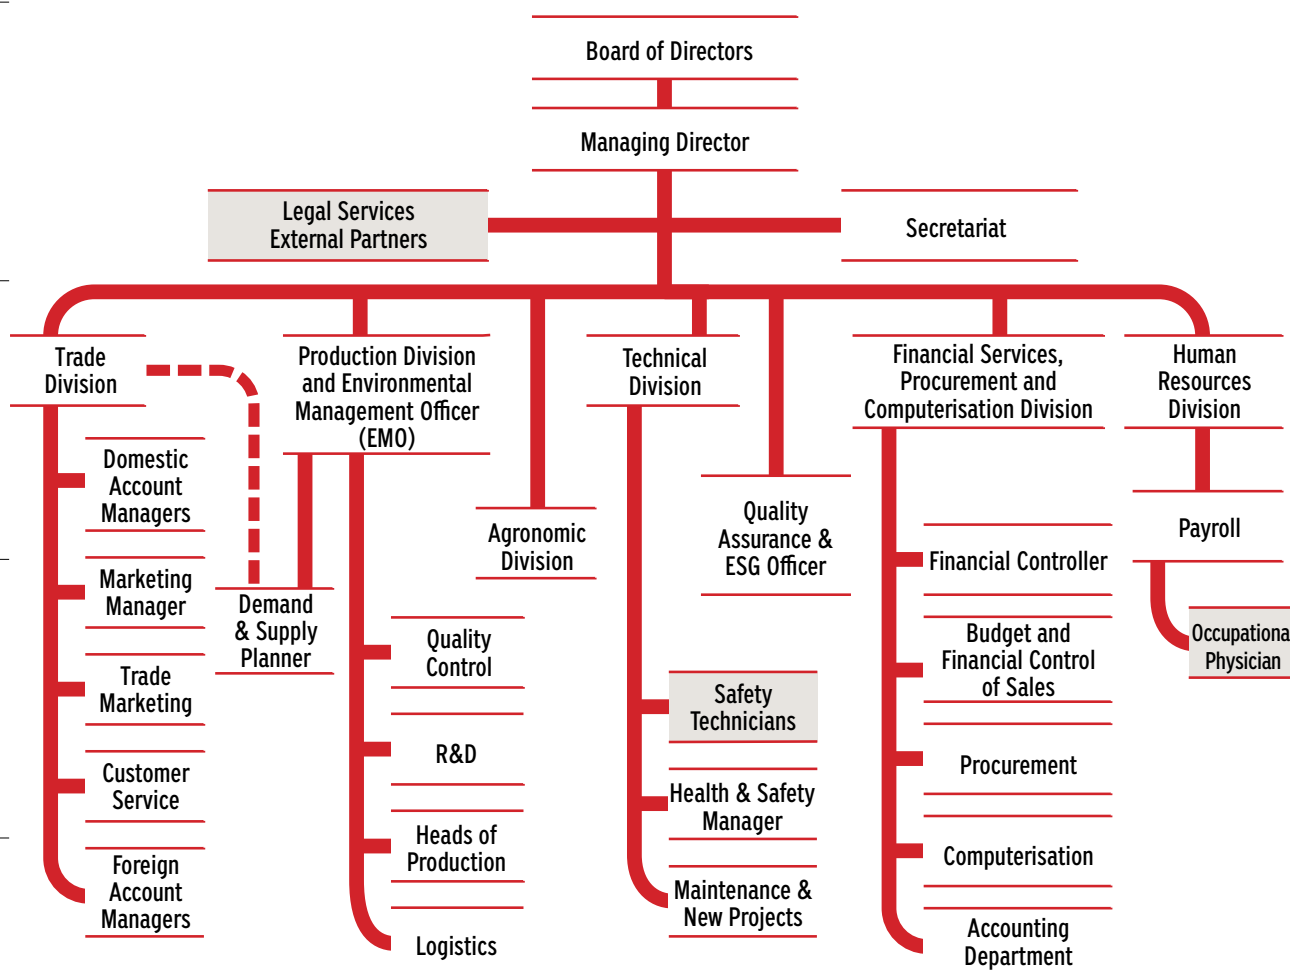 Board of Directors
Managing Director
Legal Services
External Partners
Secretariat
Trade
Division
Production Division
and Environmental
Management Officer
(EMO)
Technical
Division
Financial Services,
Procurement and
Computerisation Division
Human
Resources
Division
Domestic
Account
Managers
Marketing
Manager
Trade
Marketing
Customer
Service
Foreign
Account
Managers
Demand
& Supply
Planner
Quality
Control
R&D
Heads of
Production
Logistics
Agronomic
Division
Safety
Technicians
Health & Safety
Manager
Maintenance &
New Projects
Quality
Assurance &
ESG Officer
Financial Controller
Budget and
Financial Control
of Sales
Procurement
Computerisation
Accounting
Department
Payroll
Occupationa
Physician